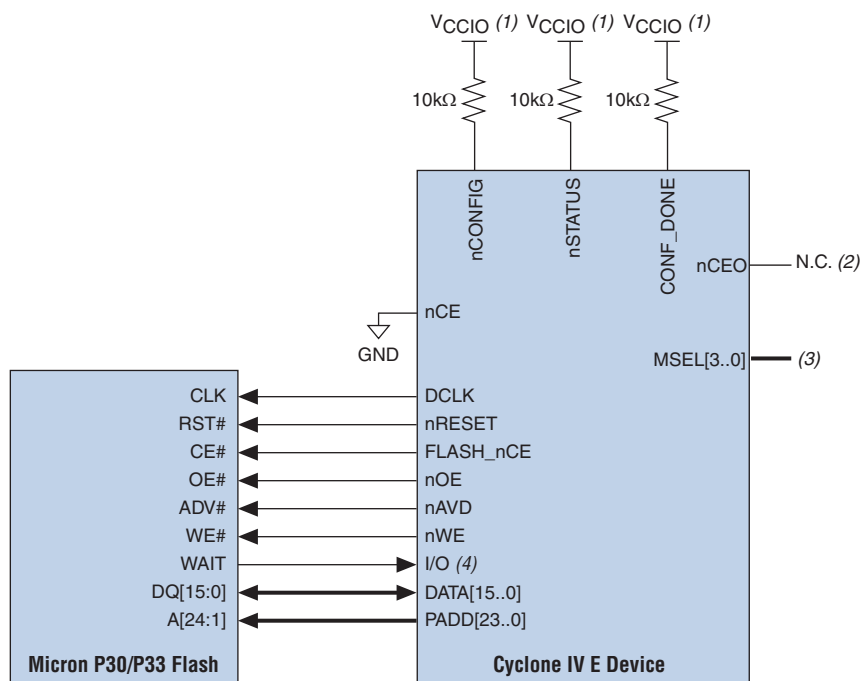 VCCIO (1) VCCIO (1) VCCIO (1)
10kΩ 10kΩ 10kΩ
nCONFIG
nSTATUS
CONF_DONE
nCEO N.C. (2)
nCE
GND
MSEL[3..0] (3)
CLK DCLK
RST# nRESET
CE# FLASH_nCE
OE# nOE
ADV# nAVD
WE# nWE
WAIT I/O (4)
DQ[15:0] DATA[15..0]
A[24:1] PADD[23..0]
Micron P30/P33 Flash Cyclone IV E Device